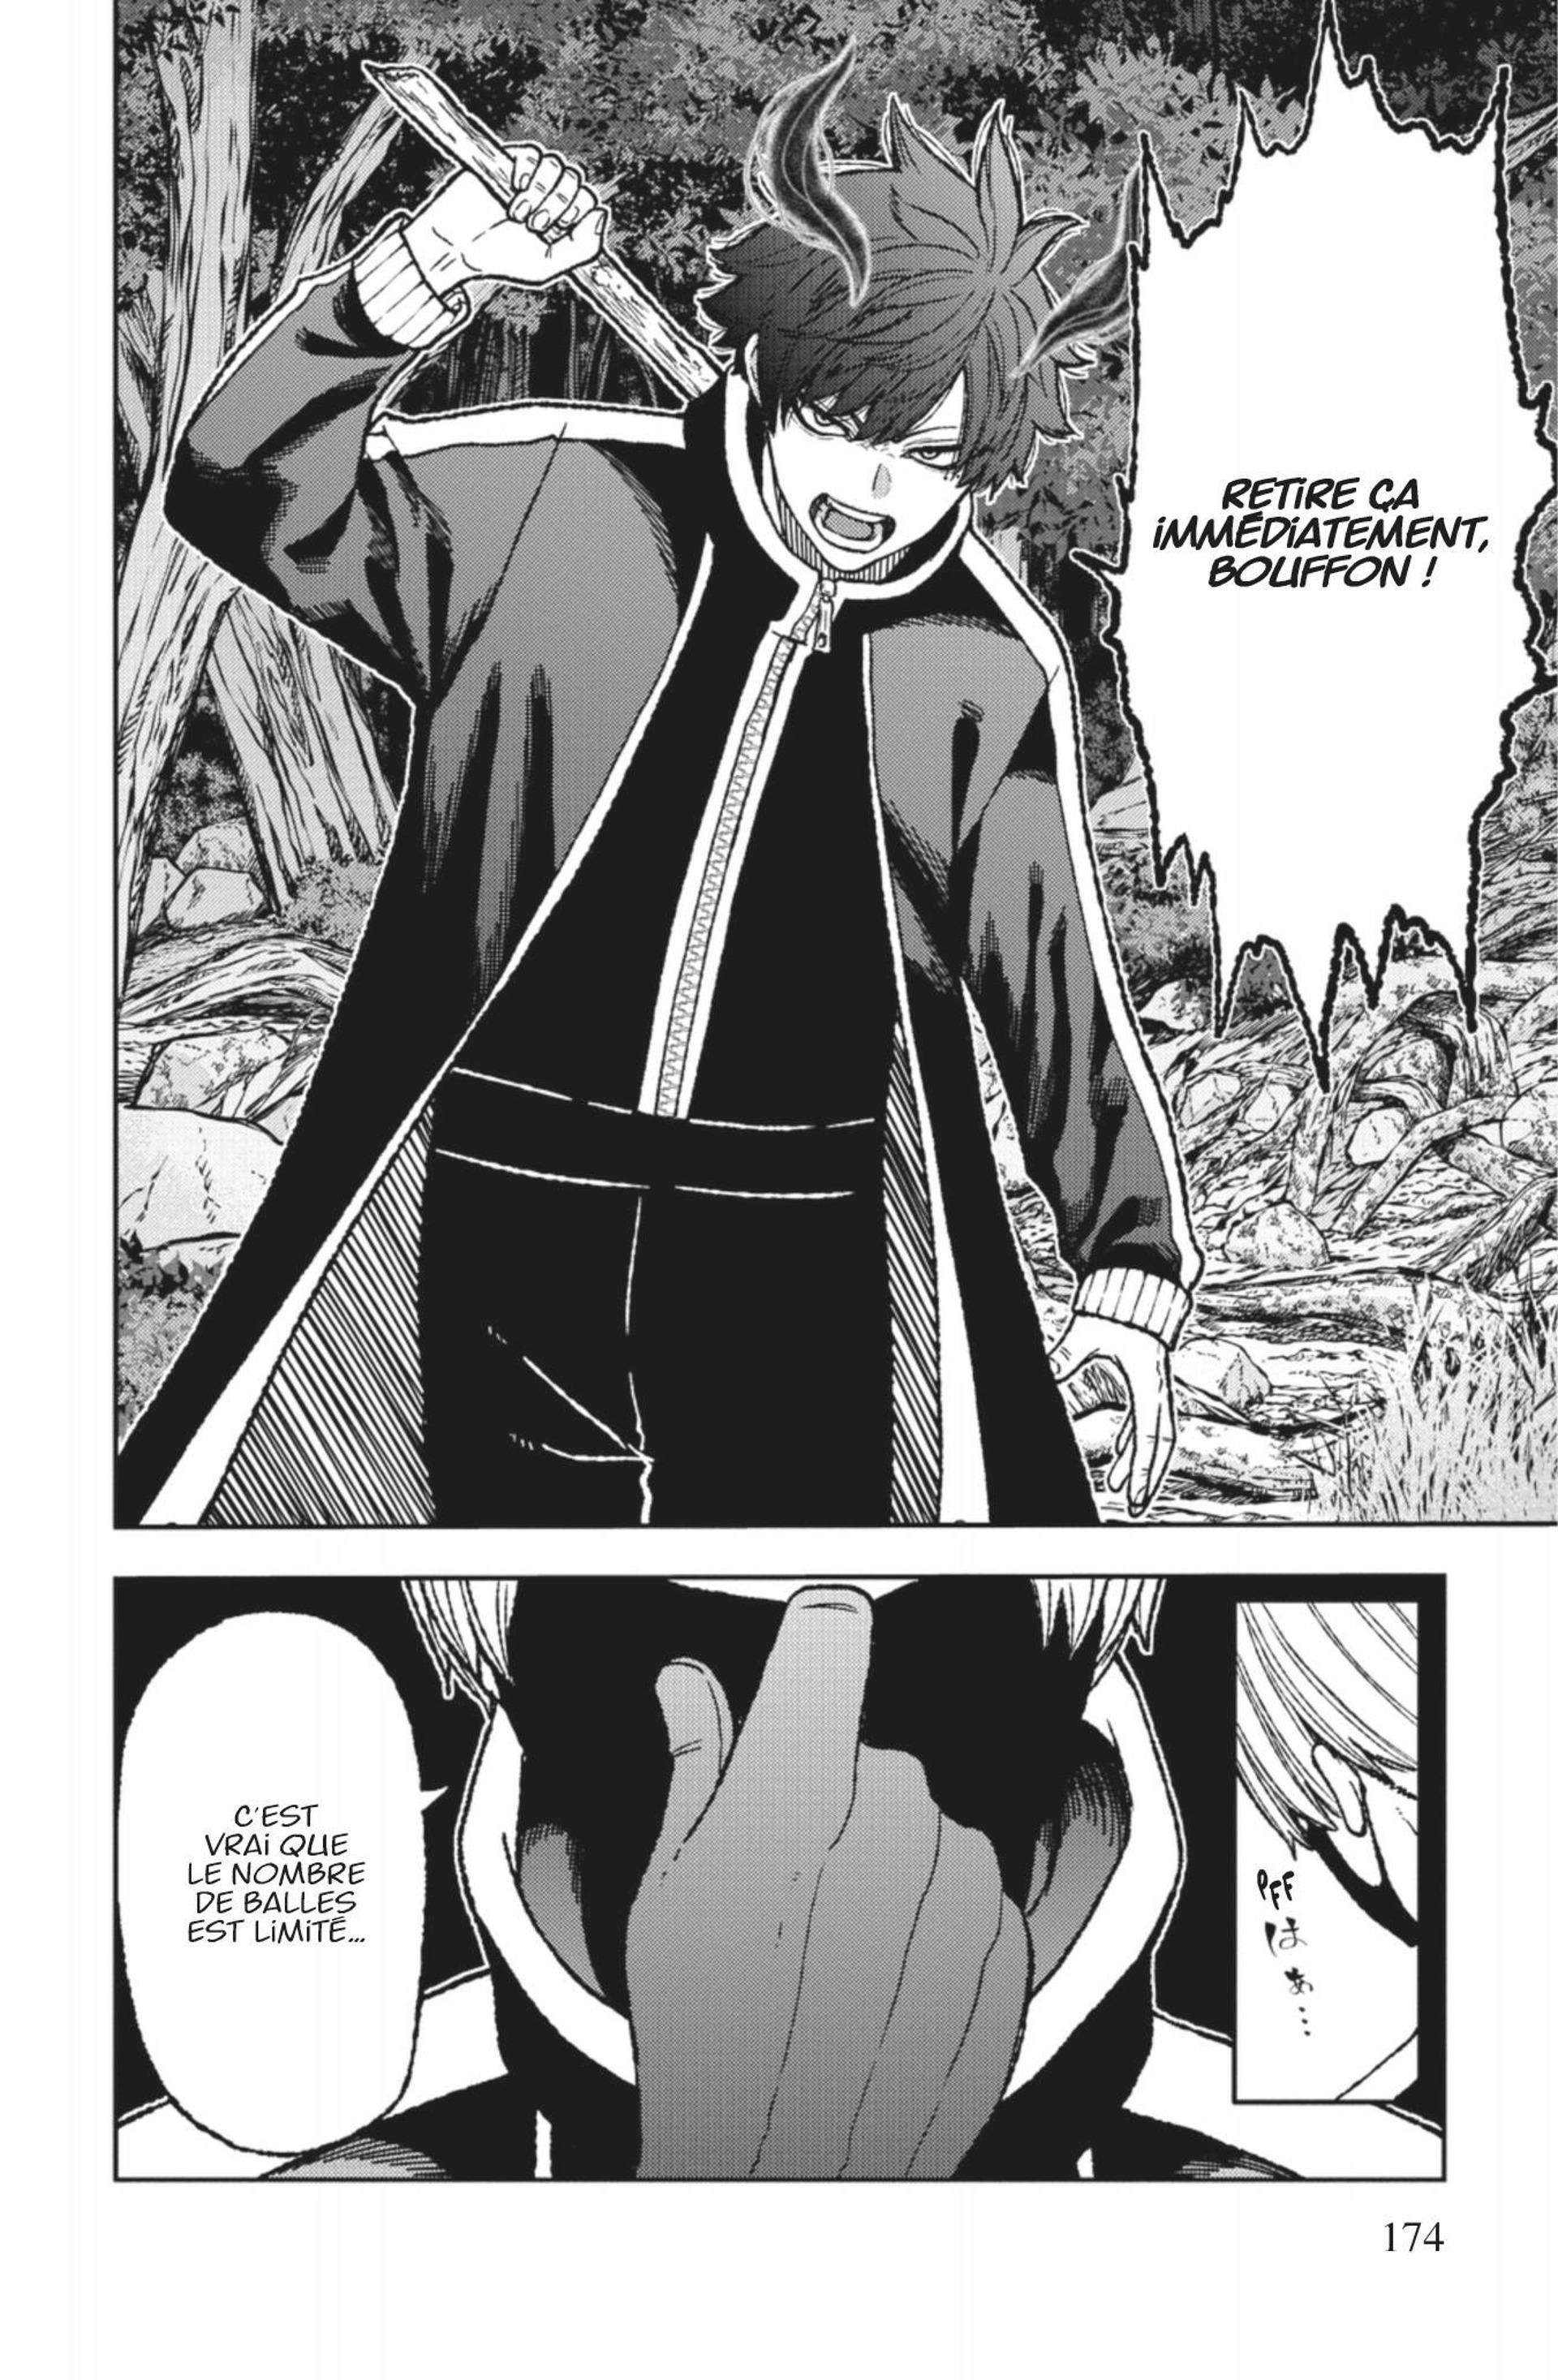 RETIRE ÇA
IMMÉDIATEMENT,
BOUFFON !
PFF
はぁ…
C'EST
VRAI QUE
LE NOMBRE
DE BALLES
EST LIMITÉ...
174